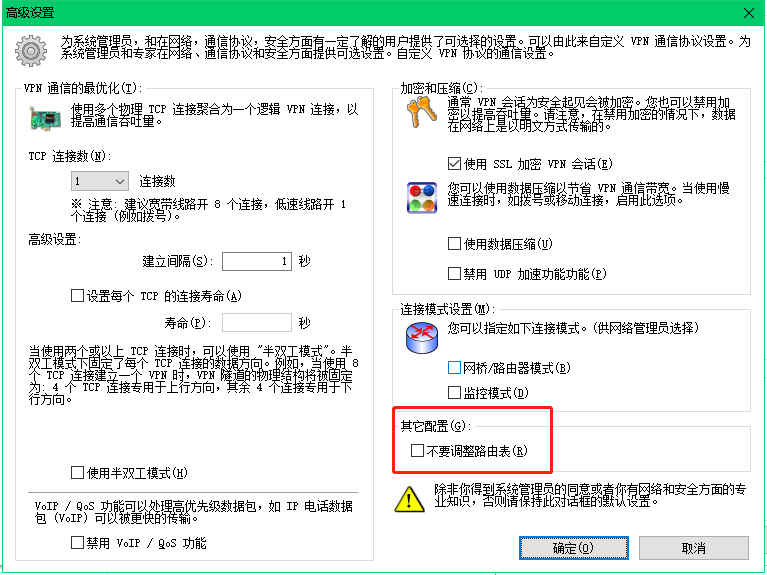 高级设置
为系统管理员，和在网络，通信协议，安全方面有一定了解的用户提供了可选择的设置。可以由此来自定义 VPN 通信协议设置。为
系统管理员和专家在网络、通信协议和安全方面提供可选设置。自定义 VPN 协议的通信设置。
VPN 通信的最优化(T):
使用多个物理 TCP 连接聚合为一个逻辑 VPN 连接，以
提高通信吞吐量。
TCP 连接数(N):
1 连接数
※ 注意: 建议宽带线路开 8 个连接，低速线路开 1
个连接 (例如拨号)。
高级设置:
建立间隔(S): 1 秒
设置每个 TCP 的连接寿命(A)
寿命(P): 秒
当使用两个或以上 TCP 连接时，可以使用 "半双工模式"。半
双工模式下固定了每个 TCP 连接的数据方向。例如，当使用 8
个 TCP 连接建立一个 VPN 时，VPN 隧道的物理结构将被固定
为: 4 个 TCP 连接专用于上行方向，其余 4 个连接专用于下
行方向。
使用半双工模式(H)
VoIP / QoS 功能可以处理高优先级数据包，如 IP 电话数据
包 (VoIP) 可以被更快的传输。
禁用 VoIP / QoS 功能
加密和压缩(C):
通常 VPN 会话为安全起见会被加密。您也可以禁用加
密以提高吞吐量。请注意，在禁用加密的情况下，数据
在网络上是以明文方式传输的。
使用 SSL 加密 VPN 会话(E)
您可以使用数据压缩以节省 VPN 通信带宽。当使用慢
速连接时，如拨号或移动连接，启用此选项。
使用数据压缩(U)
禁用 UDP 加速功能功能(P)
连接模式设置(M):
您可以指定如下连接模式。(供网络管理员选择)
网桥/路由器模式(B)
监控模式(D)
其它配置(G):
不要调整路由表(R)
除非你得到系统管理员的同意或者你有网络和安全方面的专
业知识，否则请保持此对话框的默认设置。
确定(O) 取消